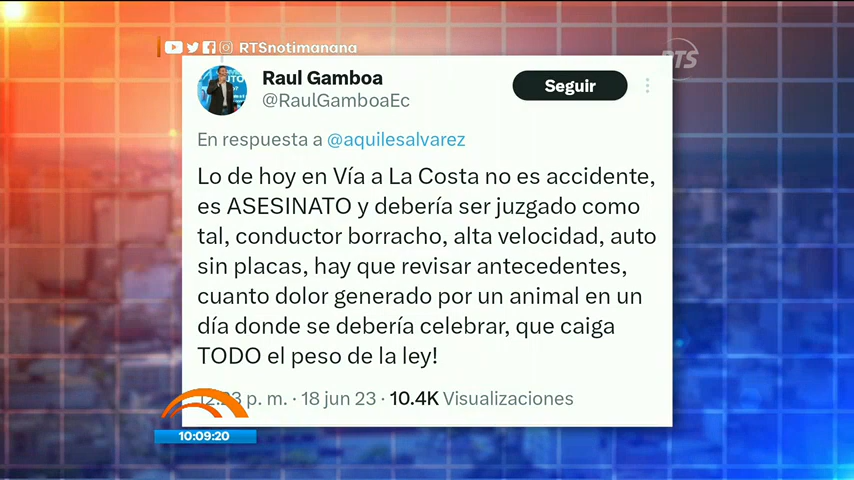 RTSnotimanana
RTS
Raul Gamboa
@RaulGamboaEc
Seguir
En respuesta a @aquilesalvarez
Lo de hoy en Vía a La Costa no es accidente,
es ASESINATO y debería ser juzgado como
tal, conductor borracho, alta velocidad, auto
sin placas, hay que revisar antecedentes,
cuanto dolor generado por un animal en un
día donde se debería celebrar, que caiga
TODO el peso de la ley!
p. m. · 18 jun 23 · 10.4K Visualizaciones
10:09:20